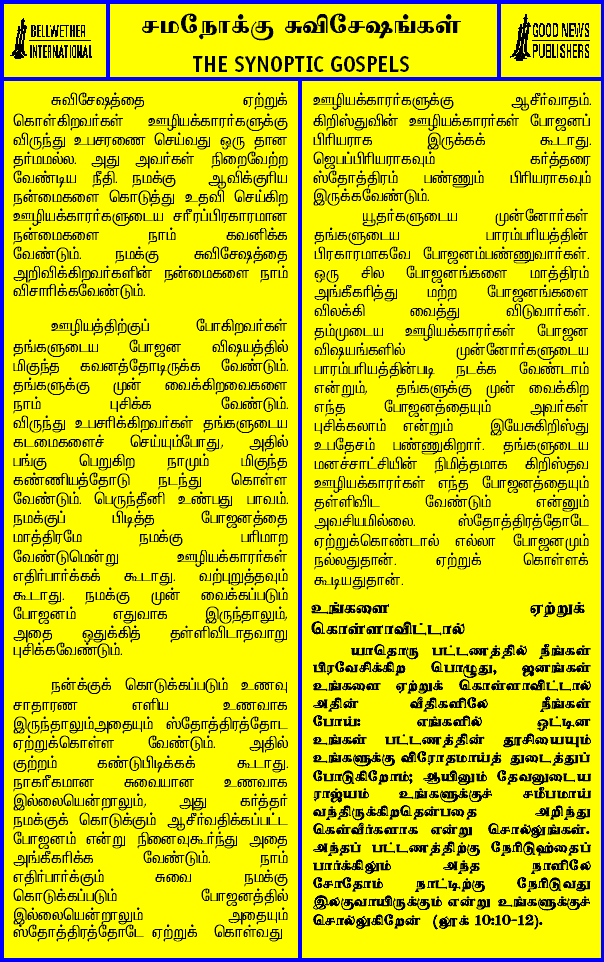 BELLWETHER
INTERNATIONAL
சமநோக்கு சுவிசேஷங்கள்
THE SYNOPTIC GOSPELS
GOOD NEWS
PUBLISHERS
சுவிசேஷத்தை ஏற்றுக்
கொள்கிறவர்கள் ஊழியக்காரர்களுக்கு
விருந்து உபசரணை செய்வது ஒரு தான
தர்மமல்ல. அது அவர்கள் நிறைவேற்ற
வேண்டிய நீதி. நமக்கு ஆவிக்குரிய
நன்மைகளை கொடுத்து உதவி செய்கிற
ஊழியக்காரர்களுடைய சரீரப்பிரகாரமான
நன்மைகளை நாம் கவனிக்க
வேண்டும். நமக்கு சுவிசேஷத்தை
அறிவிக்கிறவர்களின் நன்மைகளை நாம்
விசாரிக்கவேண்டும்.
ஊழியத்திற்குப் போகிறவர்கள்
தங்களுடைய போஜன விஷயத்தில்
மிகுந்த கவனத்தோடிருக்க வேண்டும்.
தங்களுக்கு முன் வைக்கிறவைகளை
நாம் புசிக்க வேண்டும்.
விருந்து உபசரிக்கிறவர்கள் தங்களுடைய
கடமைகளைச் செய்யும்போது, அதில்
பங்கு பெறுகிற நாமும் மிகுந்த
கண்ணியத்தோடு நடந்து கொள்ள
வேண்டும். பெருந்தீனி உண்பது பாவம்.
நமக்குப் பிடித்த போஜனத்தை
மாத்திரமே நமக்கு பரிமாற
வேண்டுமென்று ஊழியக்காரர்கள்
எதிர்பார்க்கக் கூடாது. வற்புறுத்தவும்
கூடாது. நமக்கு முன் வைக்கப்படும்
போஜனம் எதுவாக இருந்தாலும்,
அதை ஒதுக்கித் தள்ளிவிடாதவாறு
புசிக்கவேண்டும்.
நன்க்குக் கொடுக்கப்படும் உணவு
சாதாரண எளிய உணவாக
இருந்தாலும்அதையும் ஸ்தோத்திரத்தோட
ஏற்றுக்கொள்ள வேண்டும். அதில்
குற்றம் கண்டுபிடிக்கக் கூடாது.
நாகரீகமான சுவையான உணவாக
இல்லையென்றாலும், அது கர்த்தர்
நமக்குக் கொடுக்கும் ஆசீர்வதிக்கப்பட்ட
போஜனம் என்று நினைவுகூர்ந்து அதை
அங்கீகரிக்க வேண்டும். நாம்
எதிர்பார்க்கும் சுவை நமக்கு
கொடுக்கப்படும் போஜனத்தில்
இல்லையென்றாலும் அதையும்
ஸ்தோத்திரத்தோடே ஏற்றுக் கொள்வது
ஊழியக்காரர்களுக்கு ஆசீர்வாதம்.
கிறிஸ்துவின் ஊழியக்காரர்கள் போஜனப்
பிரியராக இருக்கக் கூடாது.
ஜெபப்பிரியராகவும் கர்த்தரை
ஸ்தோத்திரம் பண்ணும் பிரியராகவும்
இருக்கவேண்டும்.
யூதர்களுடைய முன்னோர்கள்
தங்களுடைய பாரம்பரியத்தின்
பிரகாரமாகவே போஜனம்பண்ணுவார்கள்.
ஒரு சில போஜனங்களை மாத்திரம்
அங்கீகரித்து மற்ற போஜனங்களை
விலக்கி வைத்து விடுவார்கள்.
தம்முடைய ஊழியக்காரர்கள் போஜன
விஷயங்களில் முன்னோர்களுடைய
பாரம்பரியத்தின்படி நடக்க வேண்டாம்
என்றும், தங்களுக்கு முன் வைக்கிற
எந்த போஜனத்தையும் அவர்கள்
புசிக்கலாம் என்றும் இயேசுகிறிஸ்து
உபதேசம் பண்ணுகிறார். தங்களுடைய
மனச்சாட்சியின் நிமித்தமாக கிறிஸ்தவ
ஊழியக்காரர்கள் எந்த போஜனத்தையும்
தள்ளிவிட வேண்டும் என்னும்
அவசியமில்லை. ஸ்தோத்திரத்தோடே
ஏற்றுக்கொண்டால் எல்லா போஜனமும்
நல்லதுதான். ஏற்றுக் கொள்ளக்
கூடியதுதான்.
உங்களை ஏற்றுக்
கொள்ளாவிட்டால்
யாதொரு பட்டணத்தில் நீங்கள்
பிரவேசிக்கிற பொழுது, ஜனங்கள்
உங்களை ஏற்றுக் கொள்ளாவிட்டால்
அதின் வீதிகளிலே நீங்கள்
போய்: எங்களில் ஒட்டின
உங்கள் பட்டணத்தின் தூசியையும்
உங்களுக்கு விரோதமாய்த் துடைத்துப்
போடுகிறோம்; ஆயினும் தேவனுடைய
ராஜ்யம் உங்களுக்குச் சமீபமாய்
வந்திருக்கிறதென்பதை அறிந்து
கெள்வீர்களாக என்று சொல்லுங்கள்.
அந்தப் பட்டணத்திற்கு நேரிடுஹ்தைப்
பார்க்கிலும் அந்த நாளிலே
சோதோம் நாட்டிற்கு நேரிடுவது
இலகுவாயிருக்கும் என்று உங்களுக்குச்
சொல்லுகிறேன் (லூக் 10:10-12).